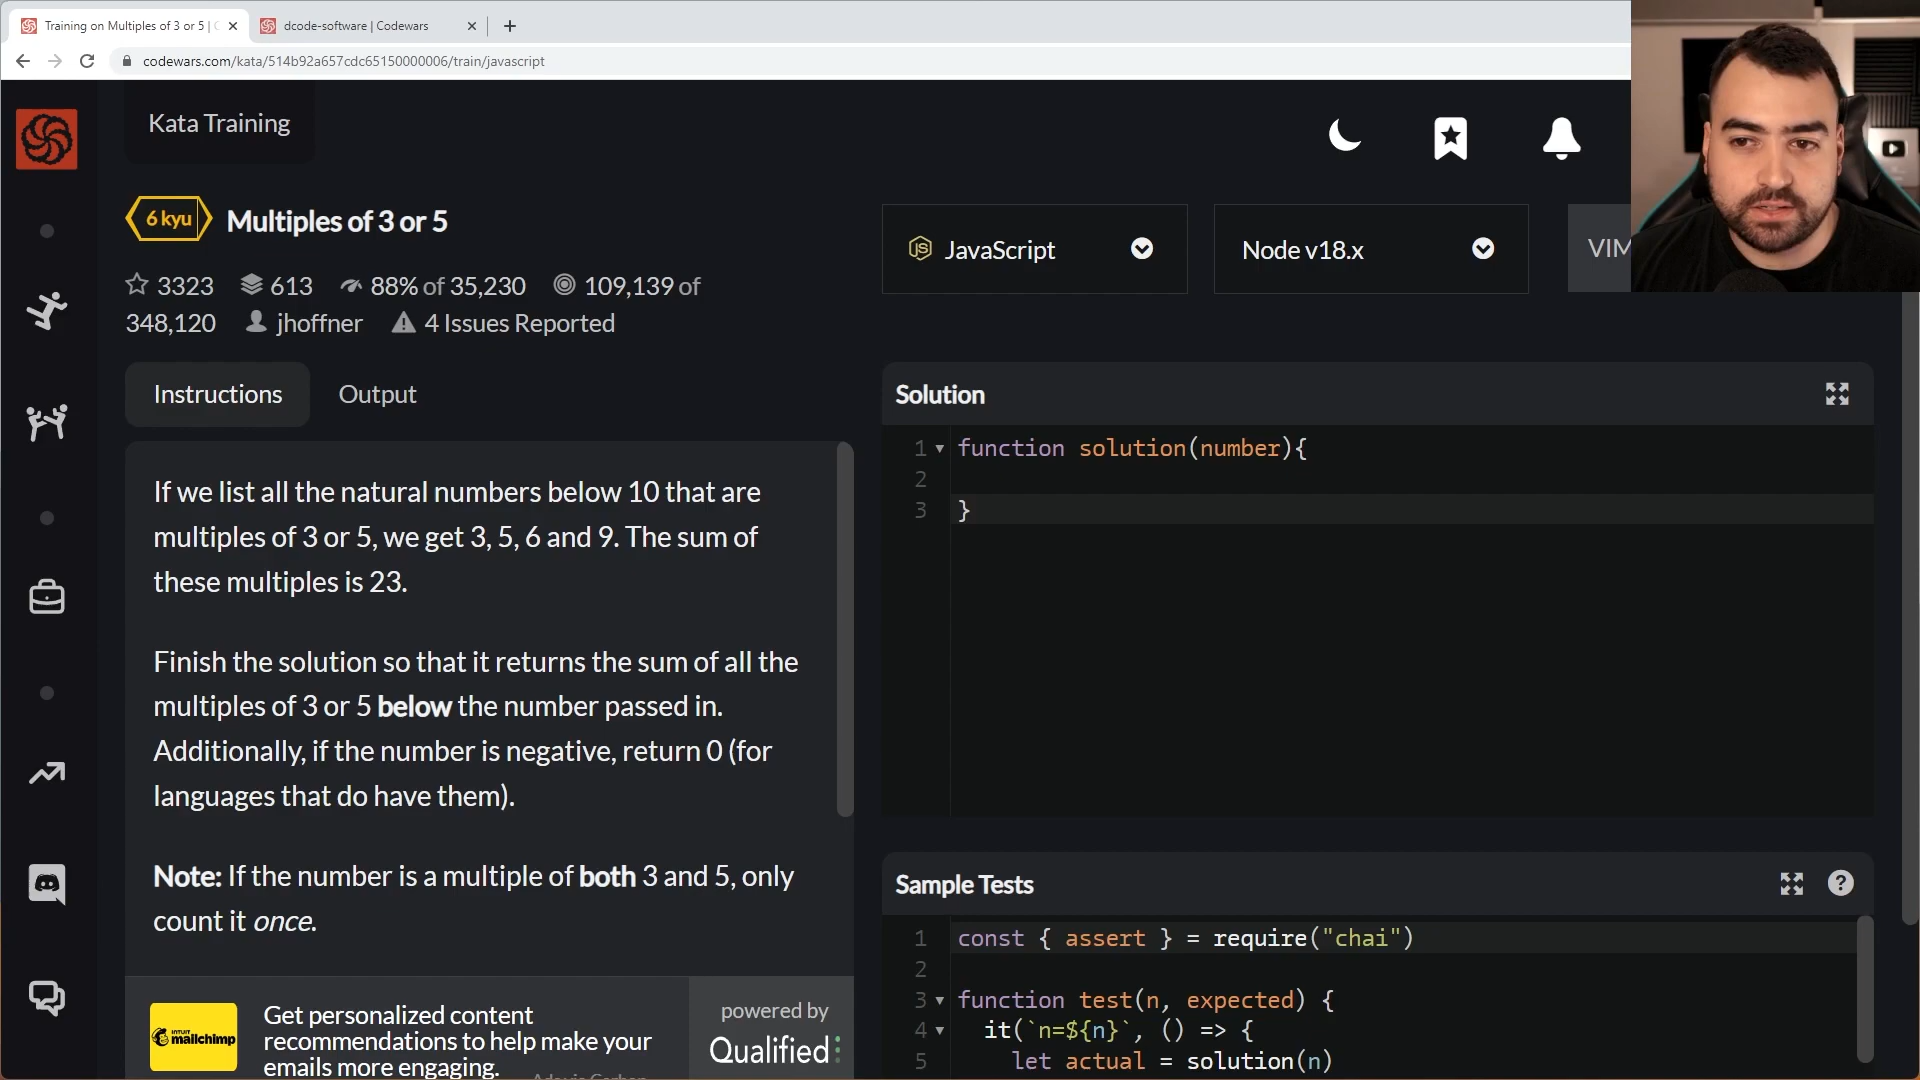 Training on Multiples of 3 or 5 | C
dcode-software | Codewars
codewars.com/kata/514b92a657cdc65150000006/train/javascript
Kata Training
6 kyu Multiples of 3 or 5
3323 613 88% of 35,230 109,139 of
348,120 jhoffner 4 Issues Reported
JavaScript
Node v18.x
VIM
Instructions
Output
If we list all the natural numbers below 10 that are
multiples of 3 or 5, we get 3, 5, 6 and 9. The sum of
these multiples is 23.
Finish the solution so that it returns the sum of all the
multiples of 3 or 5 below the number passed in.
Additionally, if the number is negative, return 0 (for
languages that do have them).
Note: If the number is a multiple of both 3 and 5, only
count it once.
INTUIT
mailchimp
Get personalized content
recommendations to help make your
emails more engaging.
powered by
Qualified
Solution
1 function solution(number){
2
3 }
Sample Tests
?
1 const { assert } = require("chai")
2
3 function test(n, expected) {
4 it(`n=${n}`, () => {
5 let actual = solution(n)